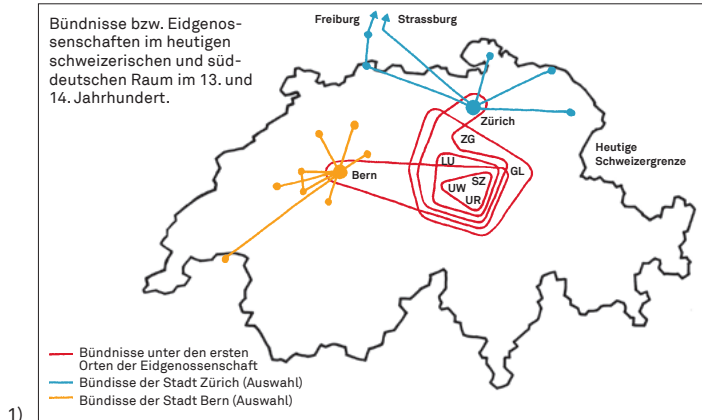 Bündnisse bzw. Eidgenos-
senschaften im heutigen
schweizerischen und süd-
deutschen Raum im 13. und
14. Jahrhundert.
Freiburg
Strassburg
Zürich
ZG
Heutige
Schweizergrenze
LU
GL
Bern
UW
SZ
UR
Bündnisse unter den ersten
Orten der Eidgenossenschaft
Bündisse der Stadt Zürich (Auswahl)
Bündisse der Stadt Bern (Auswahl)
1)